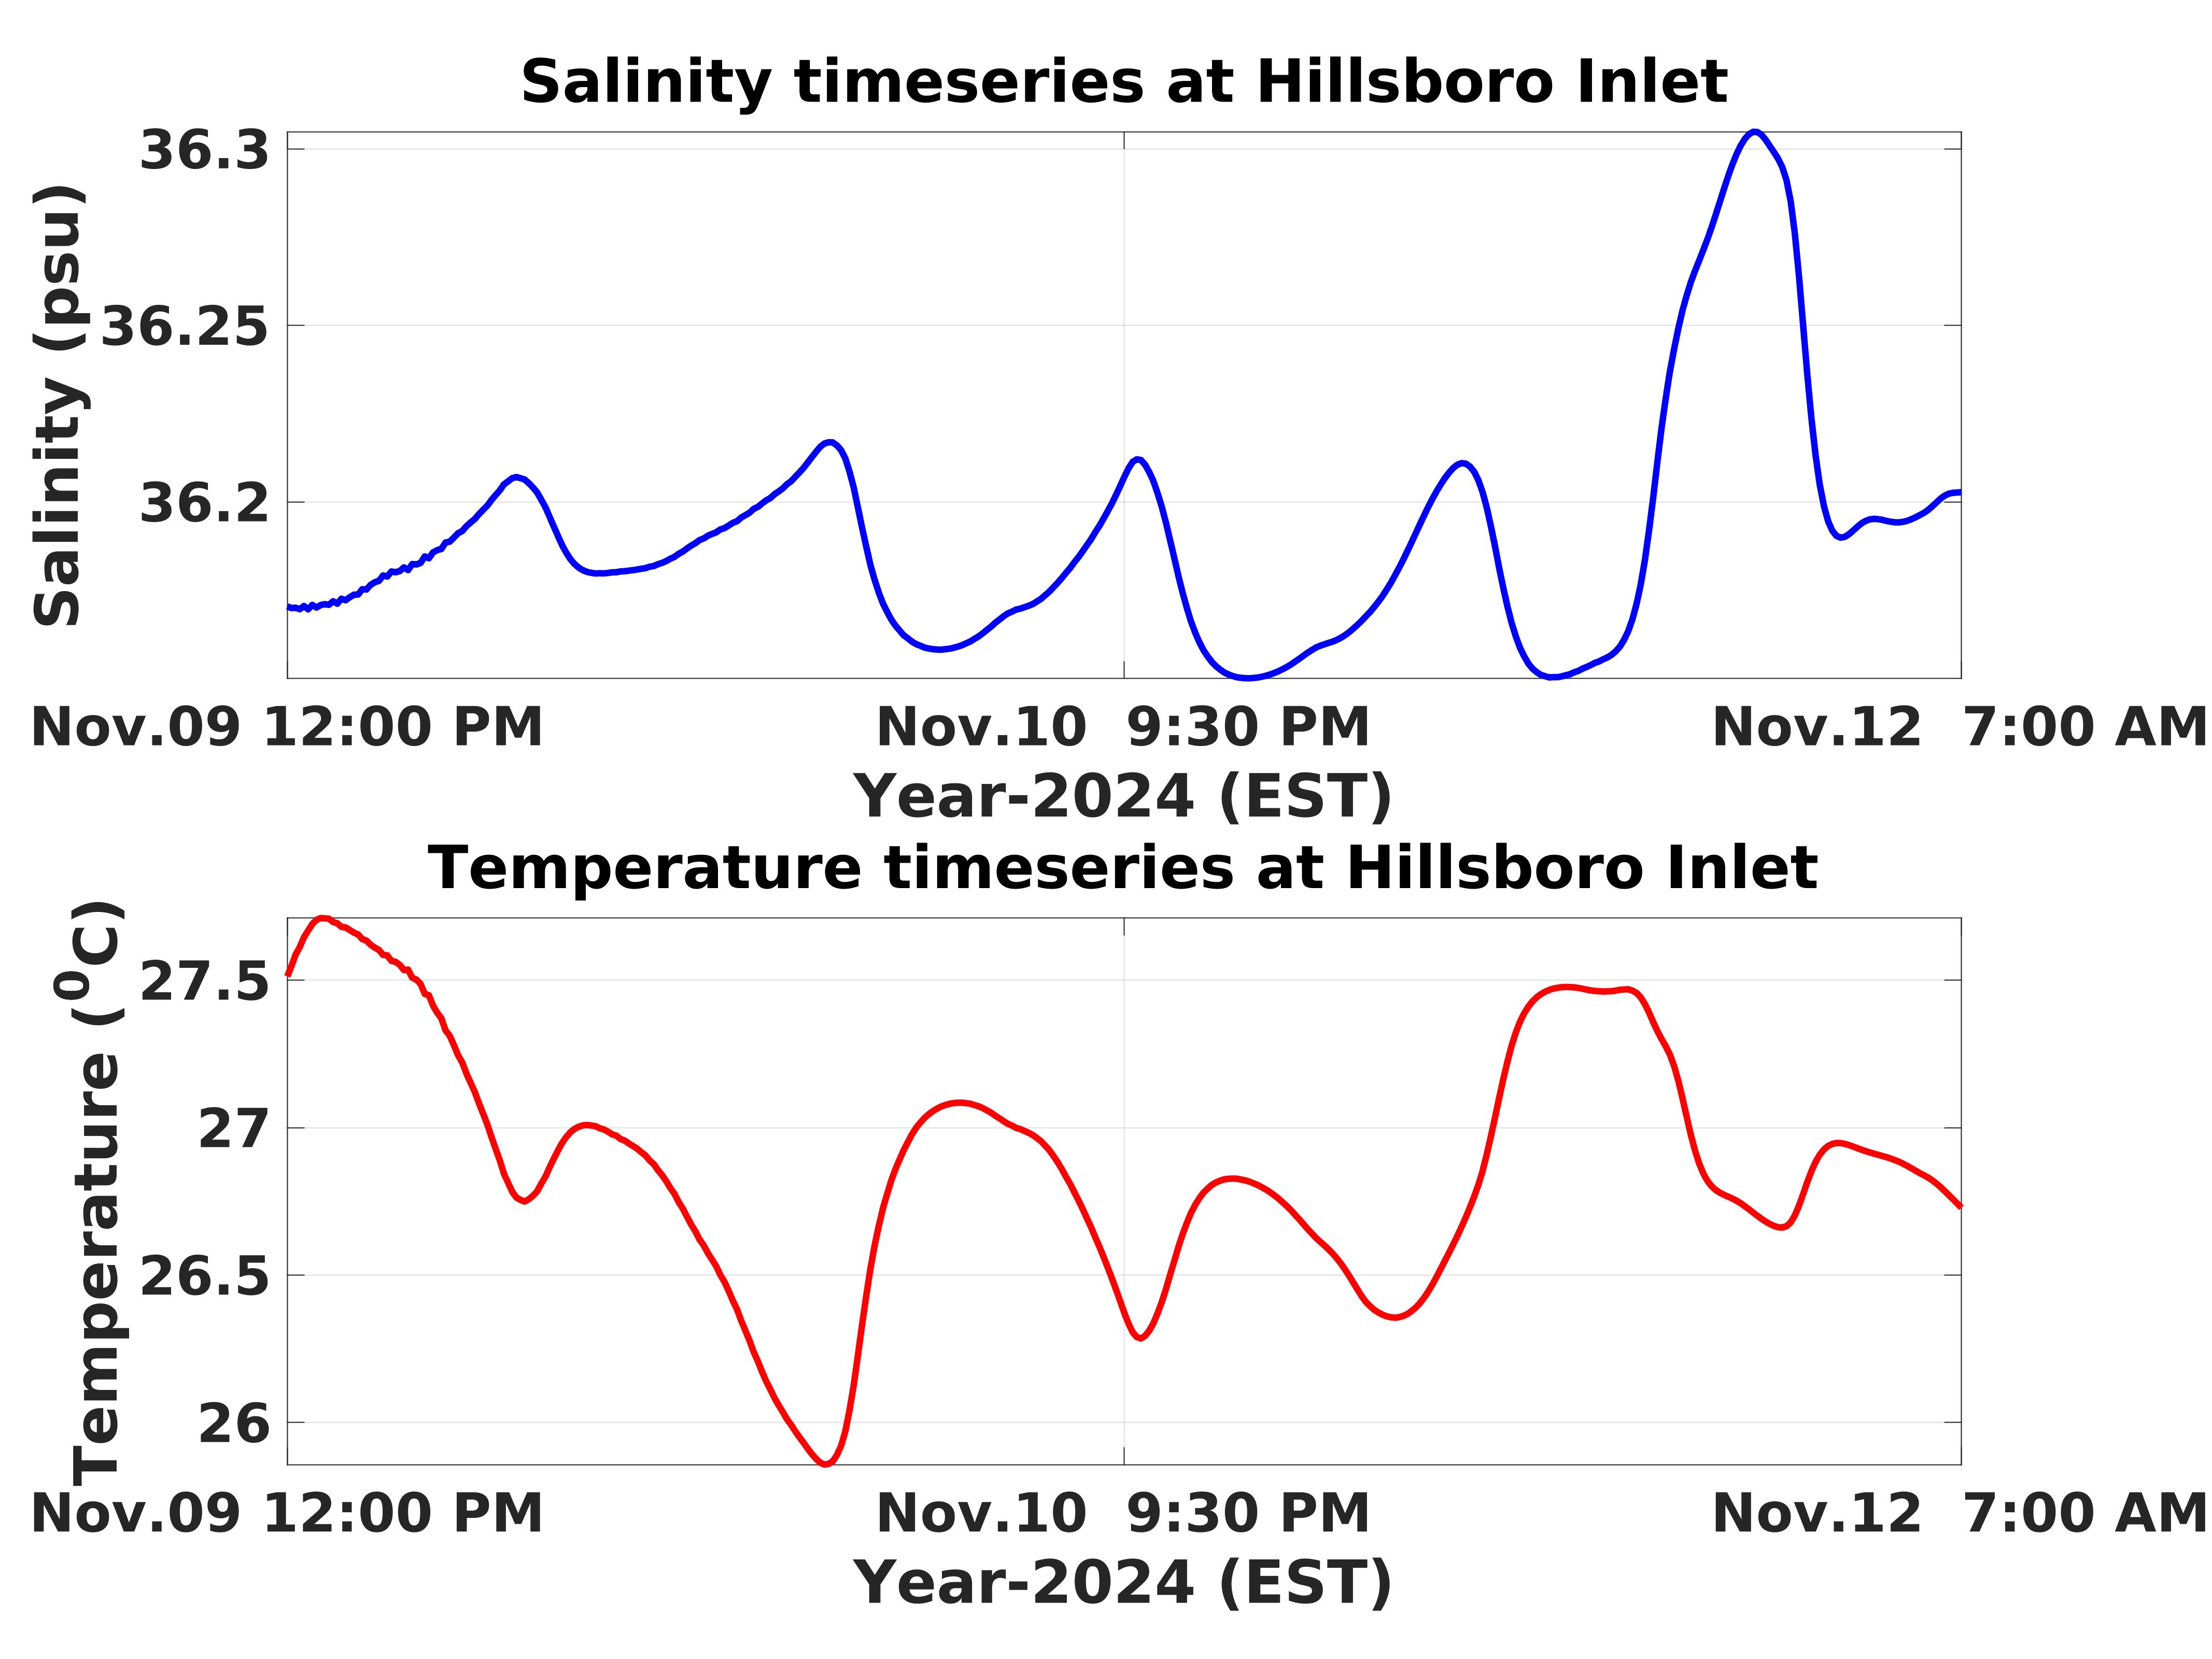 Salinity timeseries at Hillsboro Inlet
Salinity (psu)
36.3
36.25
36.2
Nov.09 12:00 PM Nov.10  9:30 PM Nov.12  7:00 AM
Year-2024 (EST)
Temperature timeseries at Hillsboro Inlet
Temperature (⁰C)
27.5
27
26.5
26
Nov.09 12:00 PM Nov.10  9:30 PM Nov.12  7:00 AM
Year-2024 (EST)